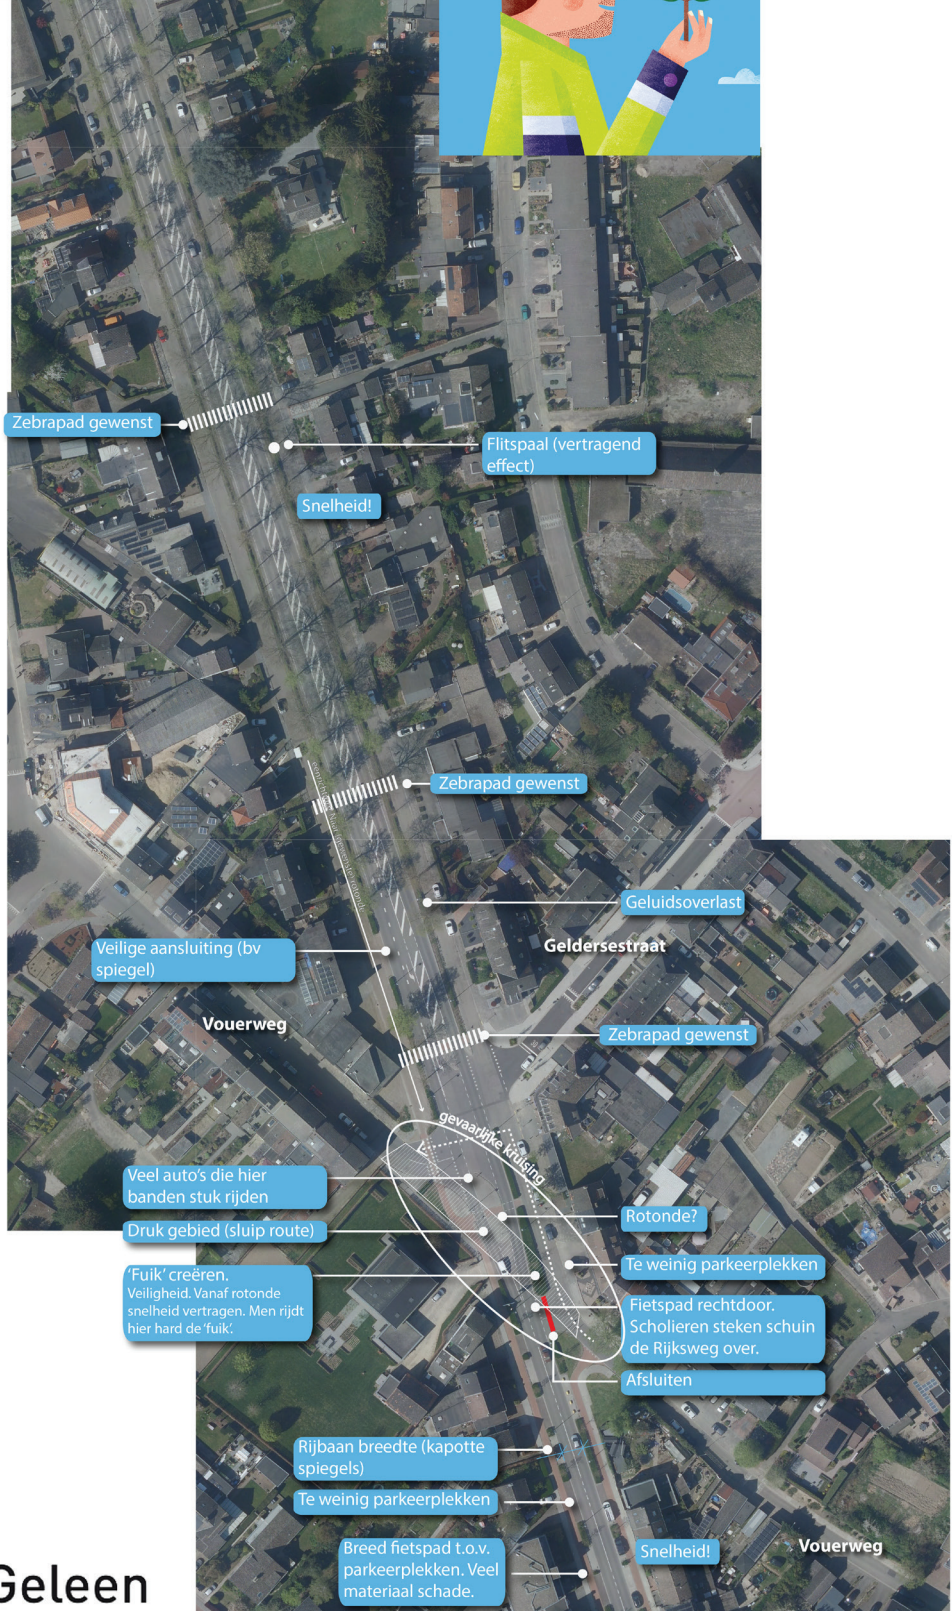 Zebrapad gewenst
Flitspaal (vertragend
effect)
Snelheid!
Zebrapad gewenst
Geluidsoverlast
Geldersestraat
Veilige aansluiting (bv
spiegel)
Vouerweg
Zebrapad gewenst
gevaarlijke kruising
Veel auto's die hier
banden stuk rijden
Druk gebied (sluip route)
Rotonde?
Te weinig parkeerplekken
'Fuik' creëren.
Veiligheid. Vanaf rotonde
snelheid vertragen. Men rijdt
hier hard de 'fuik'.
Fietspad rechtdoor.
Scholieren steken schuin
de Rijksweg over.
Afsluiten
Rijbaan breedte (kapotte
spiegels)
Te weinig parkeerplekken
Breed fietspad t.o.v.
parkeerplekken. Veel
materiaal schade.
Snelheid!
Vouerweg
Geleen